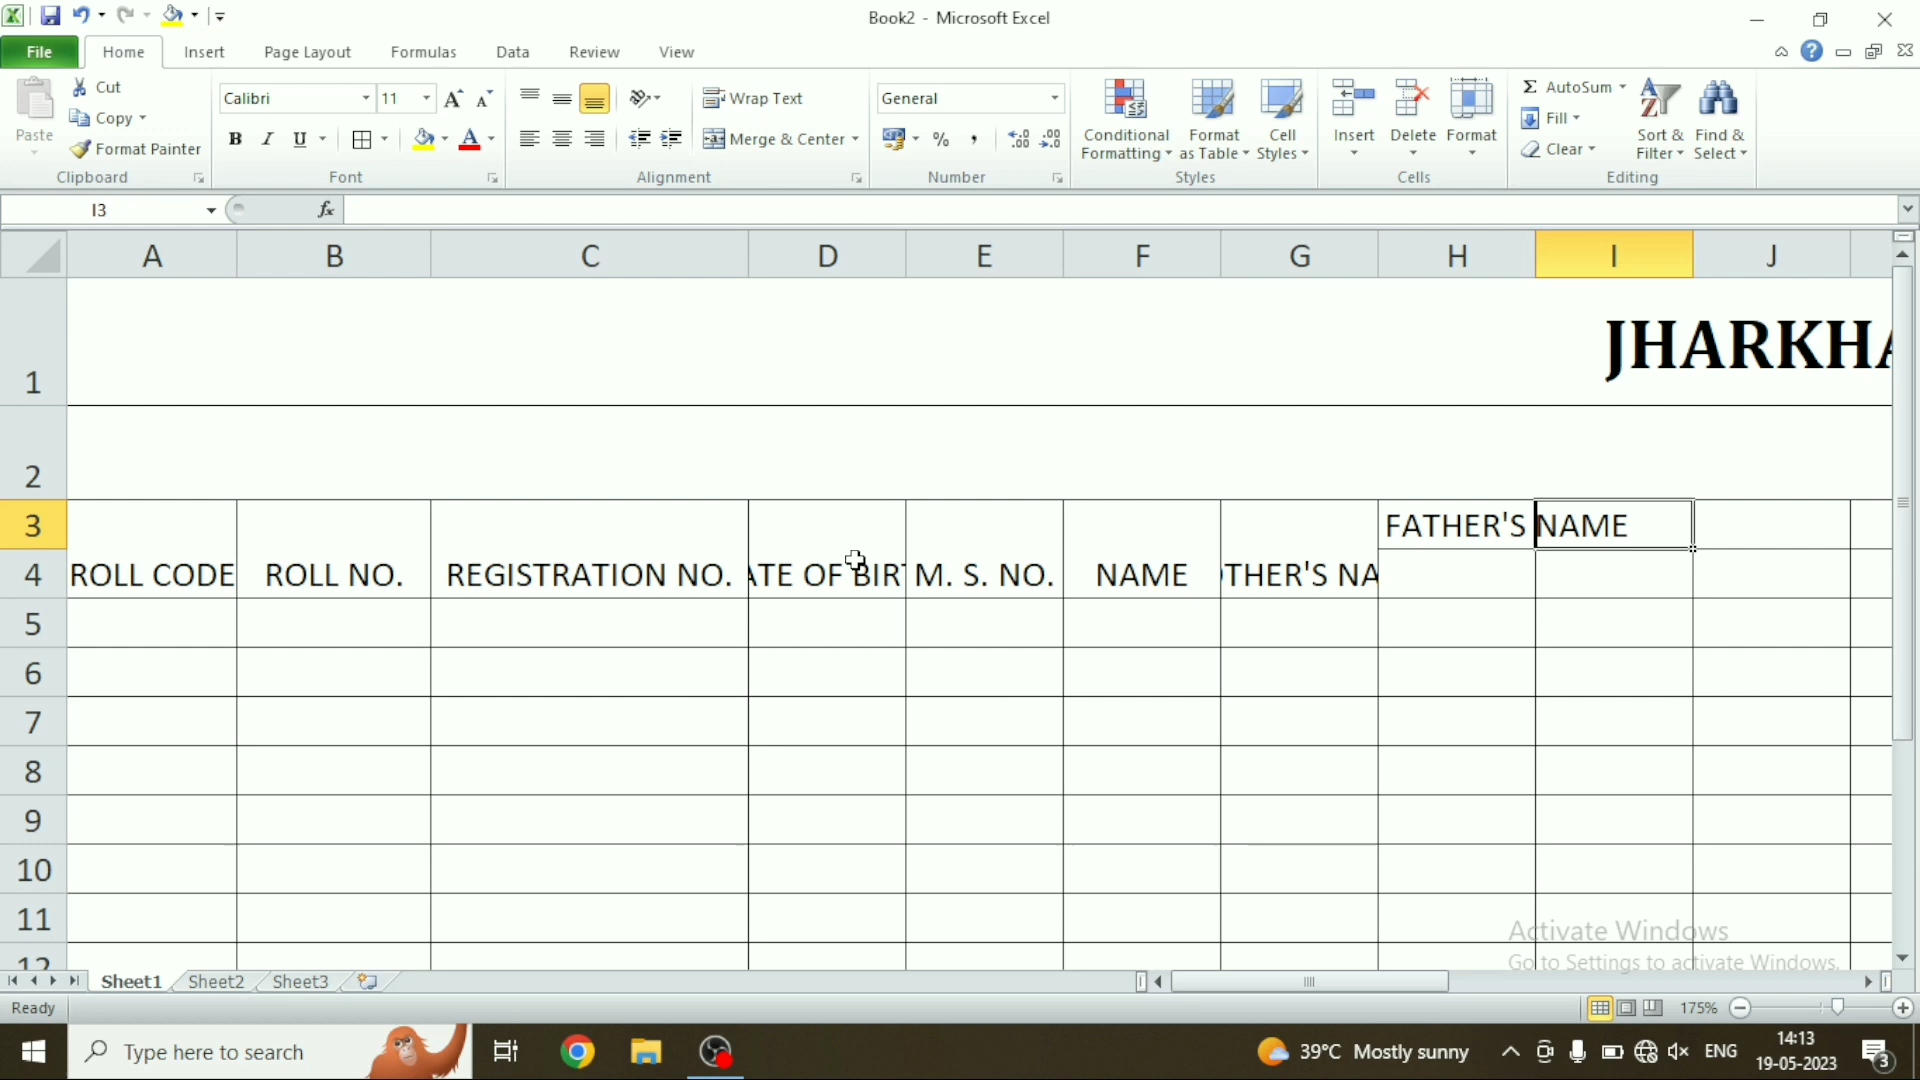 Book2 - Microsoft Excel
File Home Insert Page Layout Formulas Data Review View
Cut
Copy
Format Painter
Paste
Clipboard
Calibri 11
B I U
Font
Wrap Text
Merge & Center
Alignment
General
%
Number
Conditional Formatting
Format as Table
Cell Styles
Styles
Insert Delete Format
Cells
Σ AutoSum
Fill
Clear
Sort & Filter
Find & Select
Editing
I3 fx
A B C D E F G H I J
1 JHARKHA
2
3 FATHER'S NAME
4 ROLL CODE ROLL NO. REGISTRATION NO. ATE OF BIRT M. S. NO. NAME OTHER'S NA
5
6
7
8
9
10
11
12
Activate Windows
Go to Settings to activate Windows.
Sheet1 Sheet2 Sheet3
Ready 175%
Type here to search
39°C Mostly sunny
ENG
14:13
19-05-2023
3